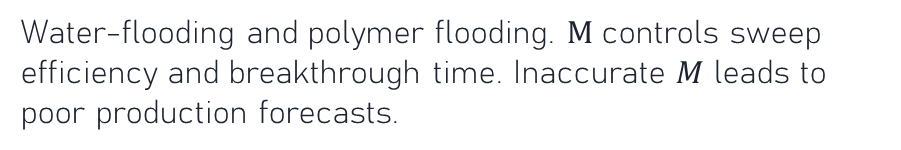 Water-flooding and polymer flooding. M controls sweep
efficiency and breakthrough time. Inaccurate M leads to
poor production forecasts.